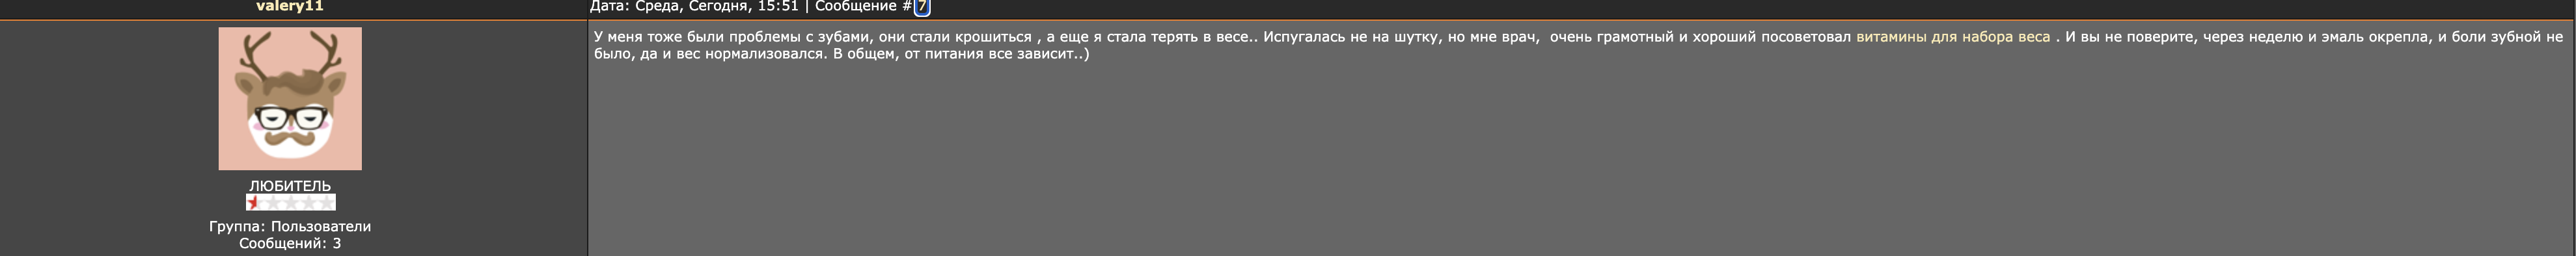 valery11
Дата: Среда, Сегодня, 15:51 | Сообщение # 7
У меня тоже были проблемы с зубами, они стали крошиться , а еще я стала терять в весе.. Испугалась не на шутку, но мне врач,  очень грамотный и хороший посоветовал витамины для набора веса . И вы не поверите, через неделю и эмаль окрепла, и боли зубной не
было, да и вес нормализовался. В общем, от питания все зависит..)
ЛЮБИТЕЛЬ
Группа: Пользователи
Сообщений: 3